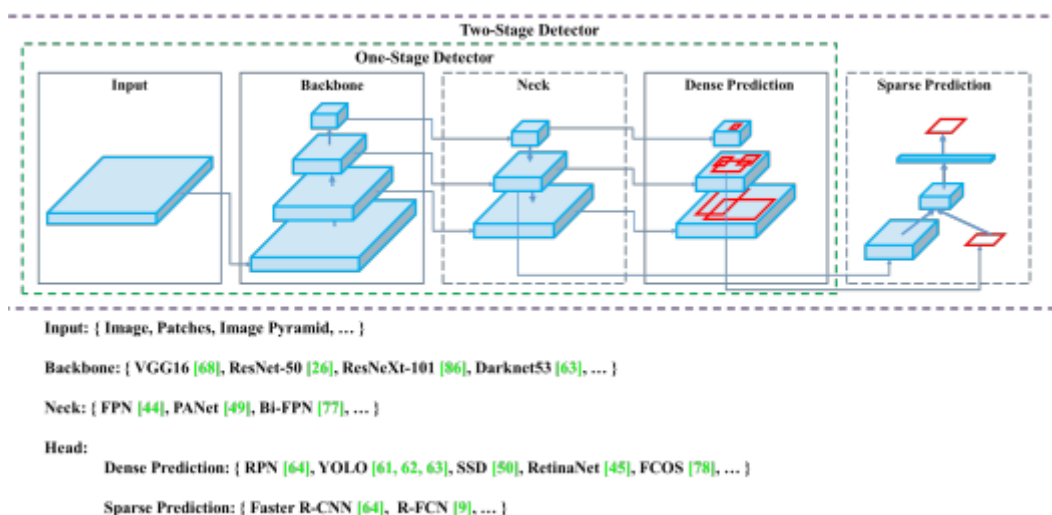 Two-Stage Detector
One-Stage Detector
Input
Backbone
Neck
Dense Prediction
Sparse Prediction
Input: { Image, Patches, Image Pyramid, … }
Backbone: { VGG16 [68], ResNet-50 [26], ResNeXt-101 [86], Darknet53 [63], … }
Neck: { FPN [44], PANet [49], Bi-FPN [77], … }
Head:
Dense Prediction: { RPN [64], YOLO [61, 62, 63], SSD [50], RetinaNet [45], FCOS [78], … }
Sparse Prediction: { Faster R-CNN [64], R-FCN [9], … }